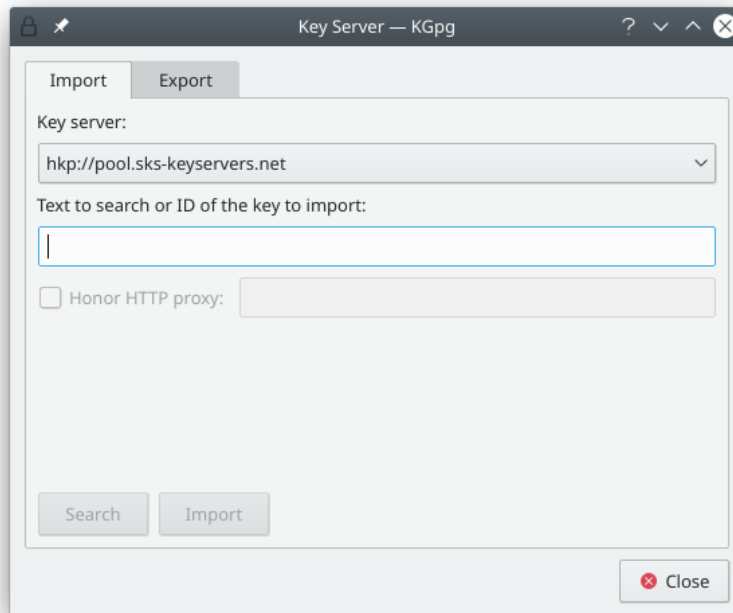 Key Server — KGpg
Import Export
Key server:
hkp://pool.sks-keyservers.net
Text to search or ID of the key to import:
Honor HTTP proxy:
Search Import
Close